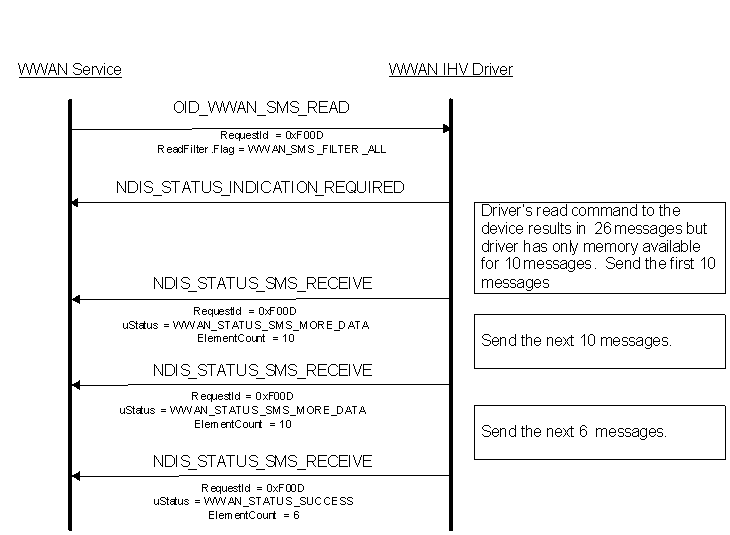 WWAN Service
WWAN IHV Driver
OID_WWAN_SMS_READ
RequestId = 0xF00D
ReadFilter.Flag = WWAN_SMS_FILTER_ALL
NDIS_STATUS_INDICATION_REQUIRED
Driver's read command to the
device results in 26 messages but
driver has only memory available
for 10 messages. Send the first 10
messages
NDIS_STATUS_SMS_RECEIVE
RequestId = 0xF00D
uStatus = WWAN_STATUS_SMS_MORE_DATA
ElementCount = 10
Send the next 10 messages.
NDIS_STATUS_SMS_RECEIVE
RequestId = 0xF00D
uStatus = WWAN_STATUS_SMS_MORE_DATA
ElementCount = 10
Send the next 6 messages.
NDIS_STATUS_SMS_RECEIVE
RequestId = 0xF00D
uStatus = WWAN_STATUS_SUCCESS
ElementCount = 6